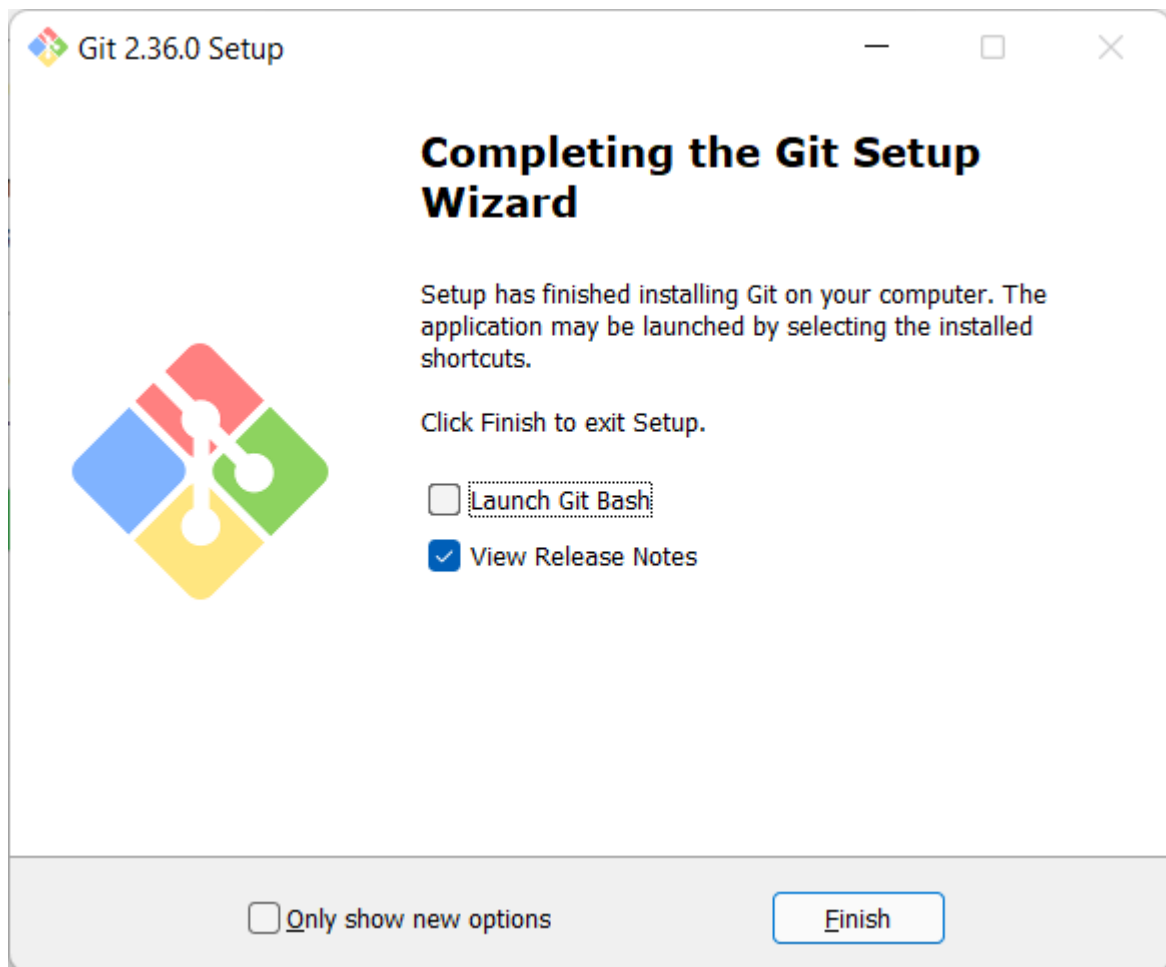 Git 2.36.0 Setup
Completing the Git Setup
Wizard
Setup has finished installing Git on your computer. The
application may be launched by selecting the installed
shortcuts.
Click Finish to exit Setup.
Launch Git Bash
View Release Notes
Only show new options
Finish